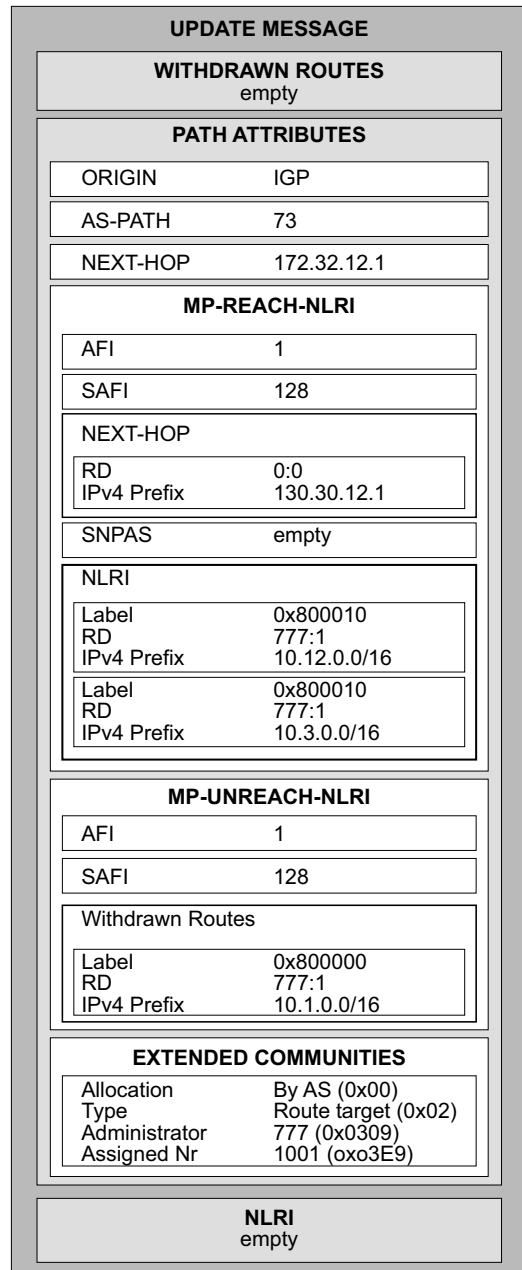 UPDATE MESSAGE
WITHDRAWN ROUTES
empty
PATH ATTRIBUTES
ORIGIN IGP
AS-PATH 73
NEXT-HOP 172.32.12.1
MP-REACH-NLRI
AFI 1
SAFI 128
NEXT-HOP
RD 0:0
IPv4 Prefix 130.30.12.1
SNPAS empty
NLRI
Label 0x800010
RD 777:1
IPv4 Prefix 10.12.0.0/16
Label 0x800010
RD 777:1
IPv4 Prefix 10.3.0.0/16
MP-UNREACH-NLRI
AFI 1
SAFI 128
Withdrawn Routes
Label 0x800000
RD 777:1
IPv4 Prefix 10.1.0.0/16
EXTENDED COMMUNITIES
Allocation By AS (0x00)
Type Route target (0x02)
Administrator 777 (0x0309)
Assigned Nr 1001 (oxo3E9)
NLRI
empty